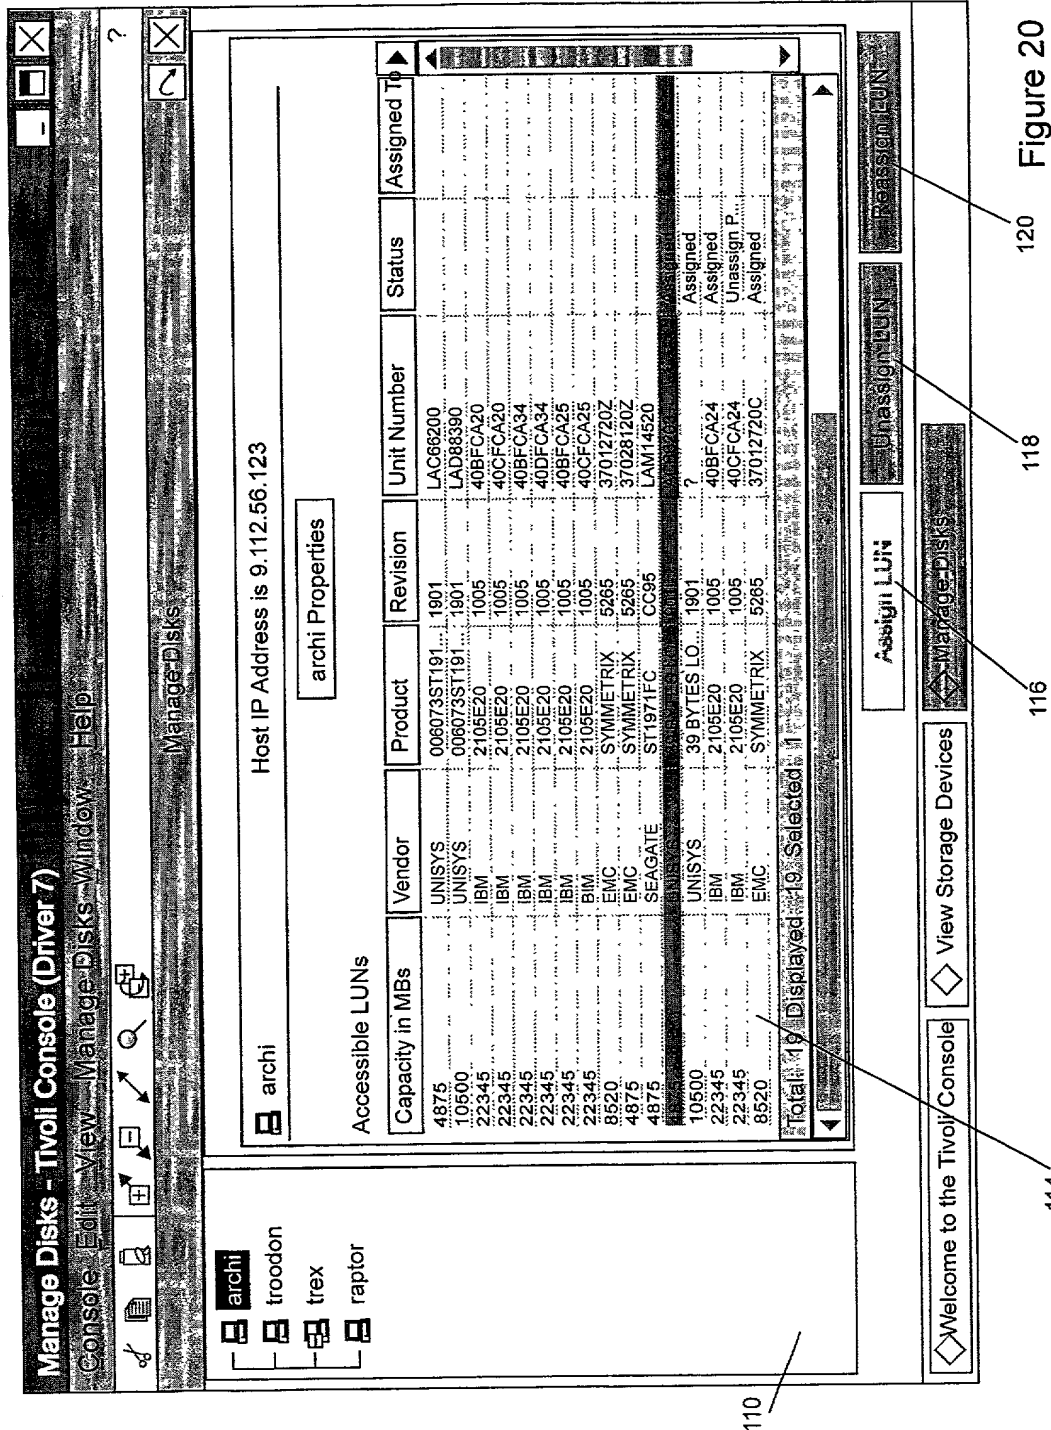 Manage Disks - Tivoli Console (Driver 7)
Console Edit View Manage Disks Window Help
?
Manage Disks
archi
troodon
trex
raptor
archi Host IP Address is 9.112.56.123
archi Properties
Accessible LUNs
Capacity in MBs Vendor Product Revision Unit Number Status Assigned To
4875 UNISYS 006073ST191... 1901 LAC66200
10500 UNISYS 006073ST191... 1901 LAD88390
22345 IBM 2105E20 1005 40BFCA20
22345 IBM 2105E20 1005 40CFCA20
22345 IBM 2105E20 1005 40BFCA34
22345 IBM 2105E20 1005 40DFCA34
22345 IBM 2105E20 1005 40BFCA25
22345 BIM 2105E20 1005 40CFCA25
8520 EMC SYMMETRIX 5265 37012720Z
4875 EMC SYMMETRIX 5265 37028120Z
4875 SEAGATE ST1971FC CC95 LAM14520
Assigned
10500 UNISYS 39 BYTES LO... 1901 ? Assigned
22345 IBM 2105E20 1005 40BFCA24 Assigned
22345 IBM 2105E20 1005 40CFCA24 Unassign P...
8520 EMC SYMMETRIX 5265 37012720C Assigned
Total 19 Displayed 19 Selected 1
Assign LUN Unassign LUN Reassign LUN
Welcome to the Tivoli Console View Storage Devices Manage Disks
110
114
116
118
120
Figure 20